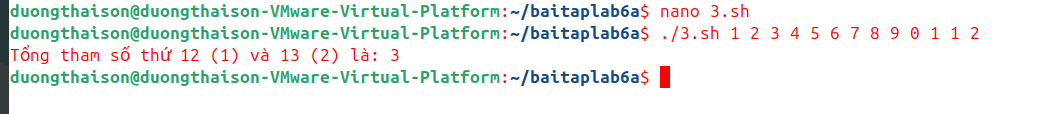 duongthaison@duongthaison-VMware-Virtual-Platform:~/baitaplab6a$ nano 3.sh
duongthaison@duongthaison-VMware-Virtual-Platform:~/baitaplab6a$ ./3.sh 1 2 3 4 5 6 7 8 9 0 1 1 2
Tổng tham số thứ 12 (1) và 13 (2) là: 3
duongthaison@duongthaison-VMware-Virtual-Platform:~/baitaplab6a$